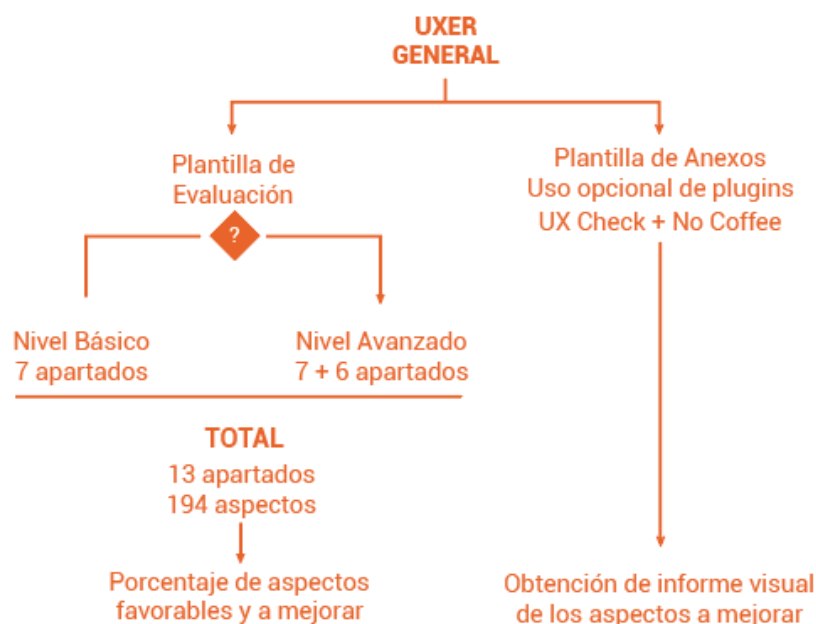 UXER
GENERAL
Plantilla de
Evaluación
?
Nivel Básico
7 apartados
Nivel Avanzado
7 + 6 apartados
TOTAL
13 apartados
194 aspectos
Porcentaje de aspectos
favorables y a mejorar
Plantilla de Anexos
Uso opcional de plugins
UX Check + No Coffee
Obtención de informe visual
de los aspectos a mejorar